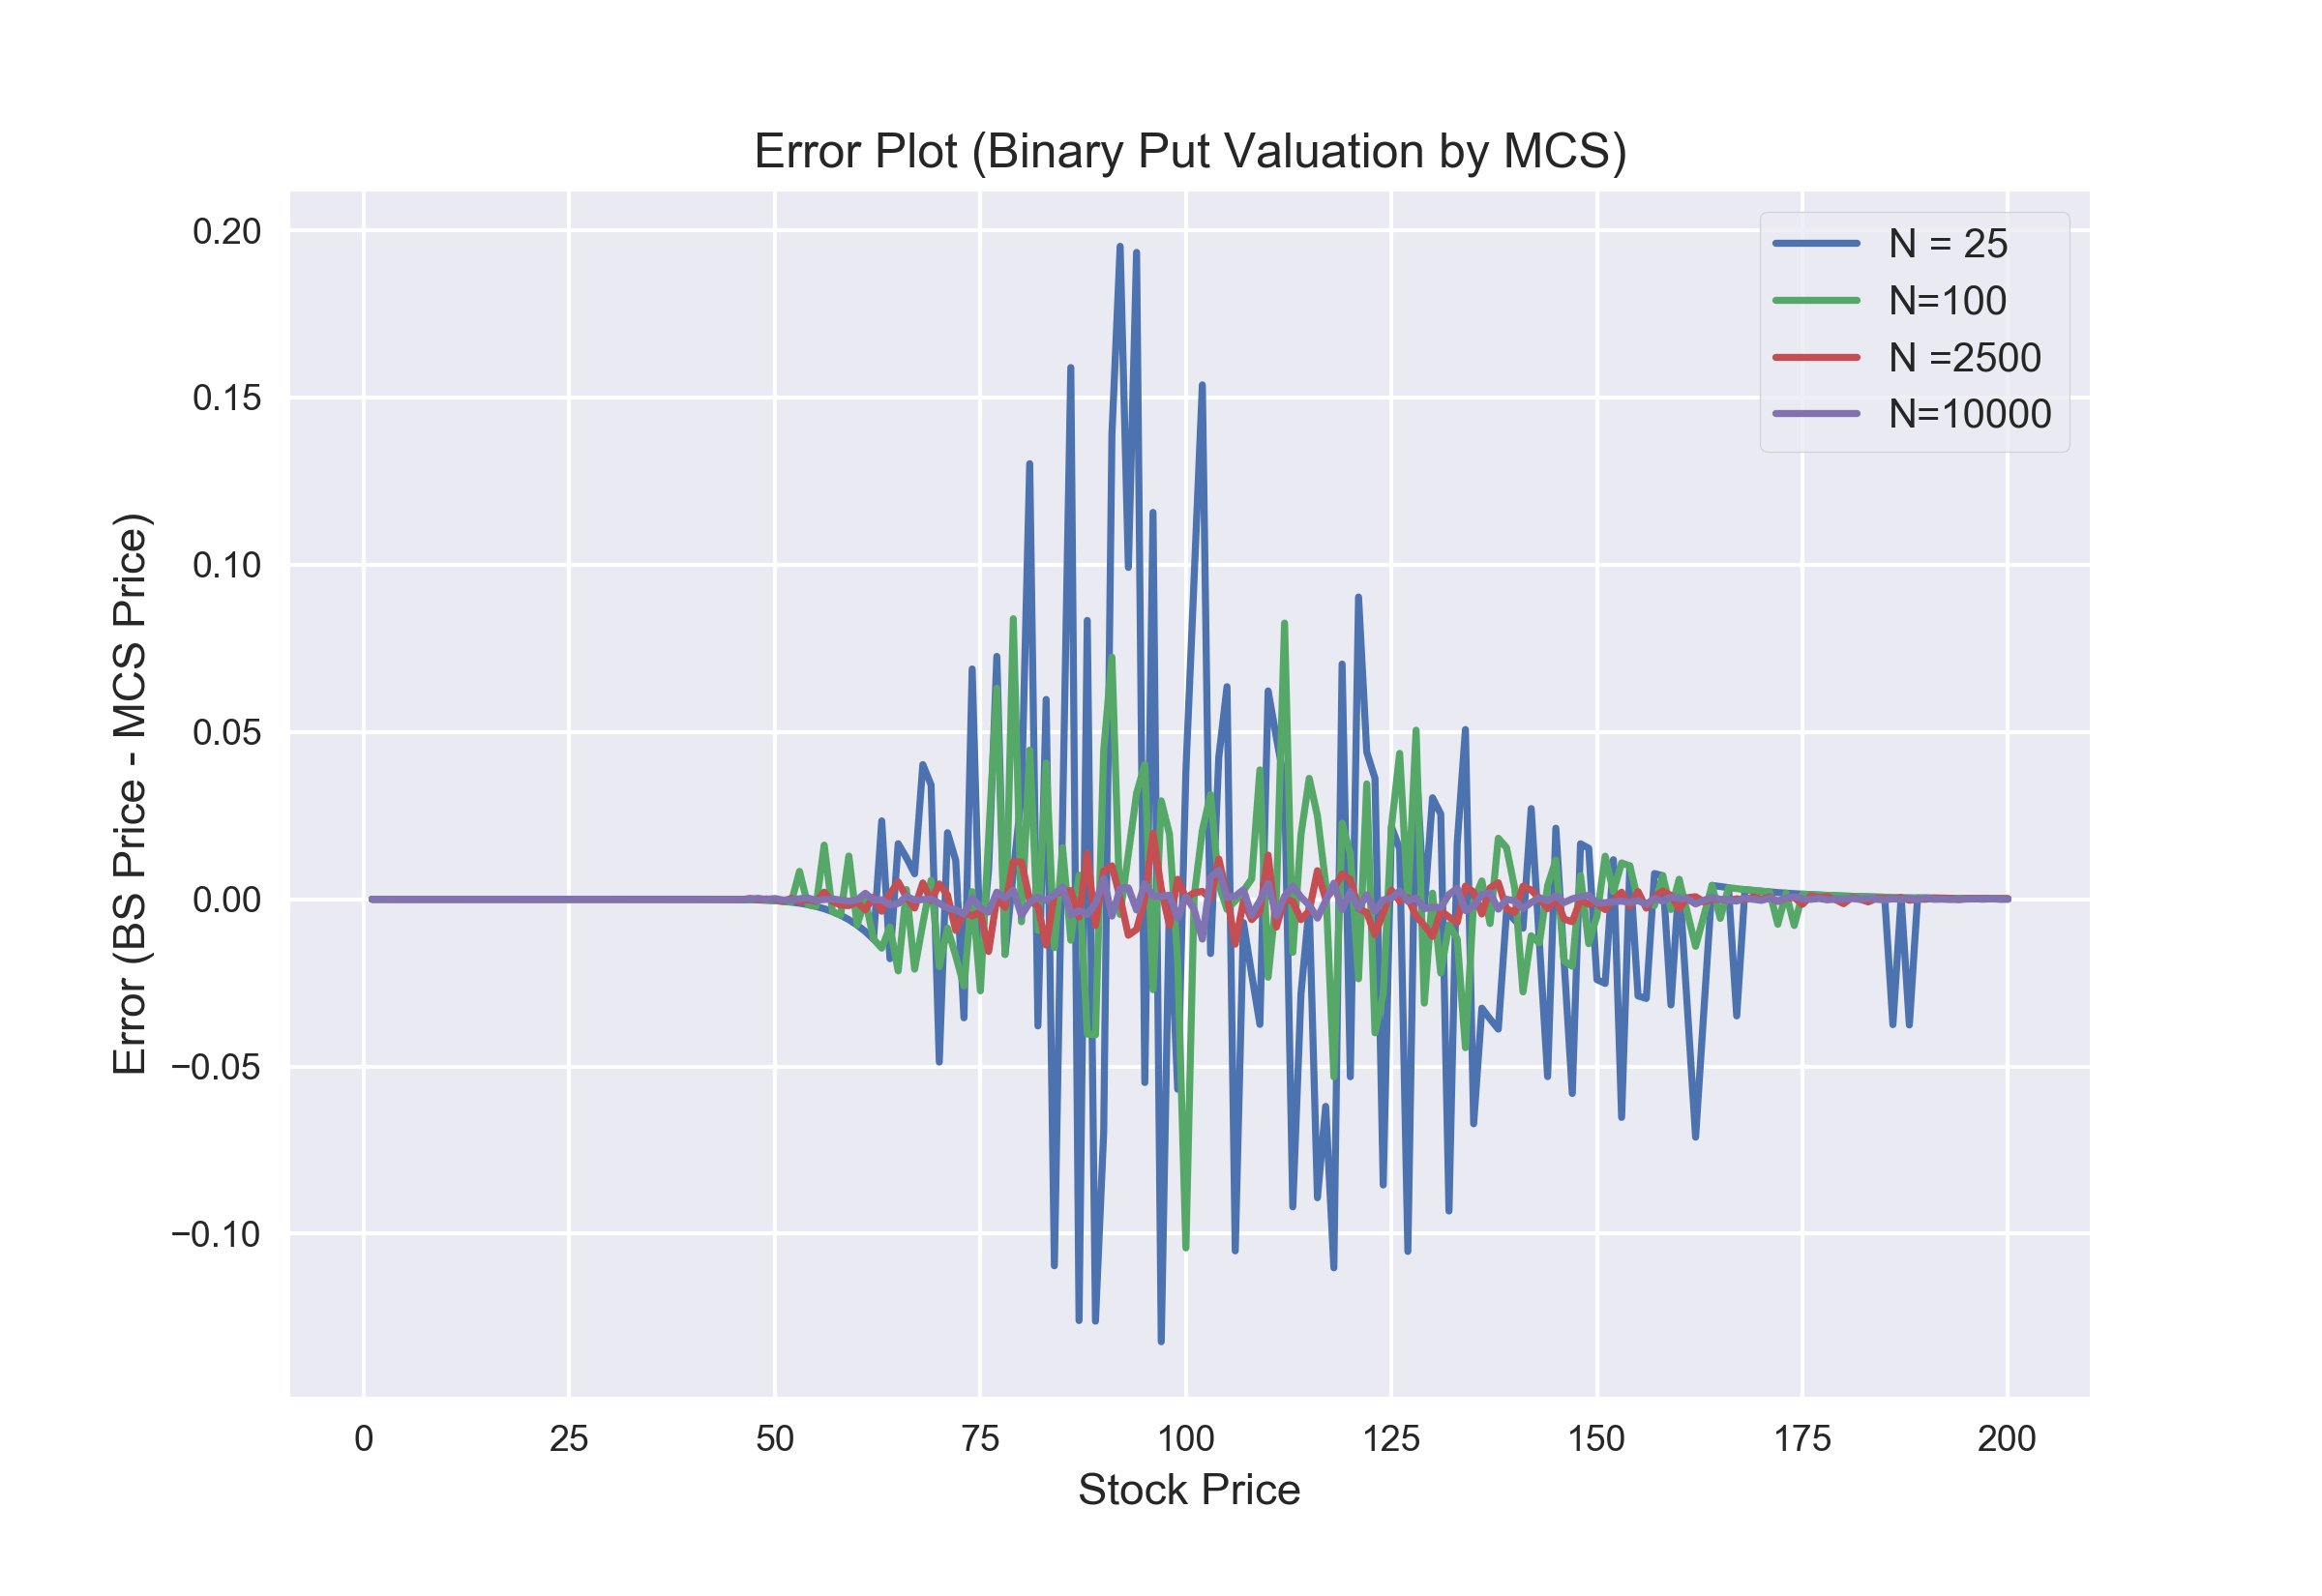 Error Plot (Binary Put Valuation by MCS)
N = 25
N=100
N =2500
N=10000
Error (BS Price - MCS Price)
0.20
0.15
0.10
0.05
0.00
−0.05
−0.10
0 25 50 75 100 125 150 175 200
Stock Price